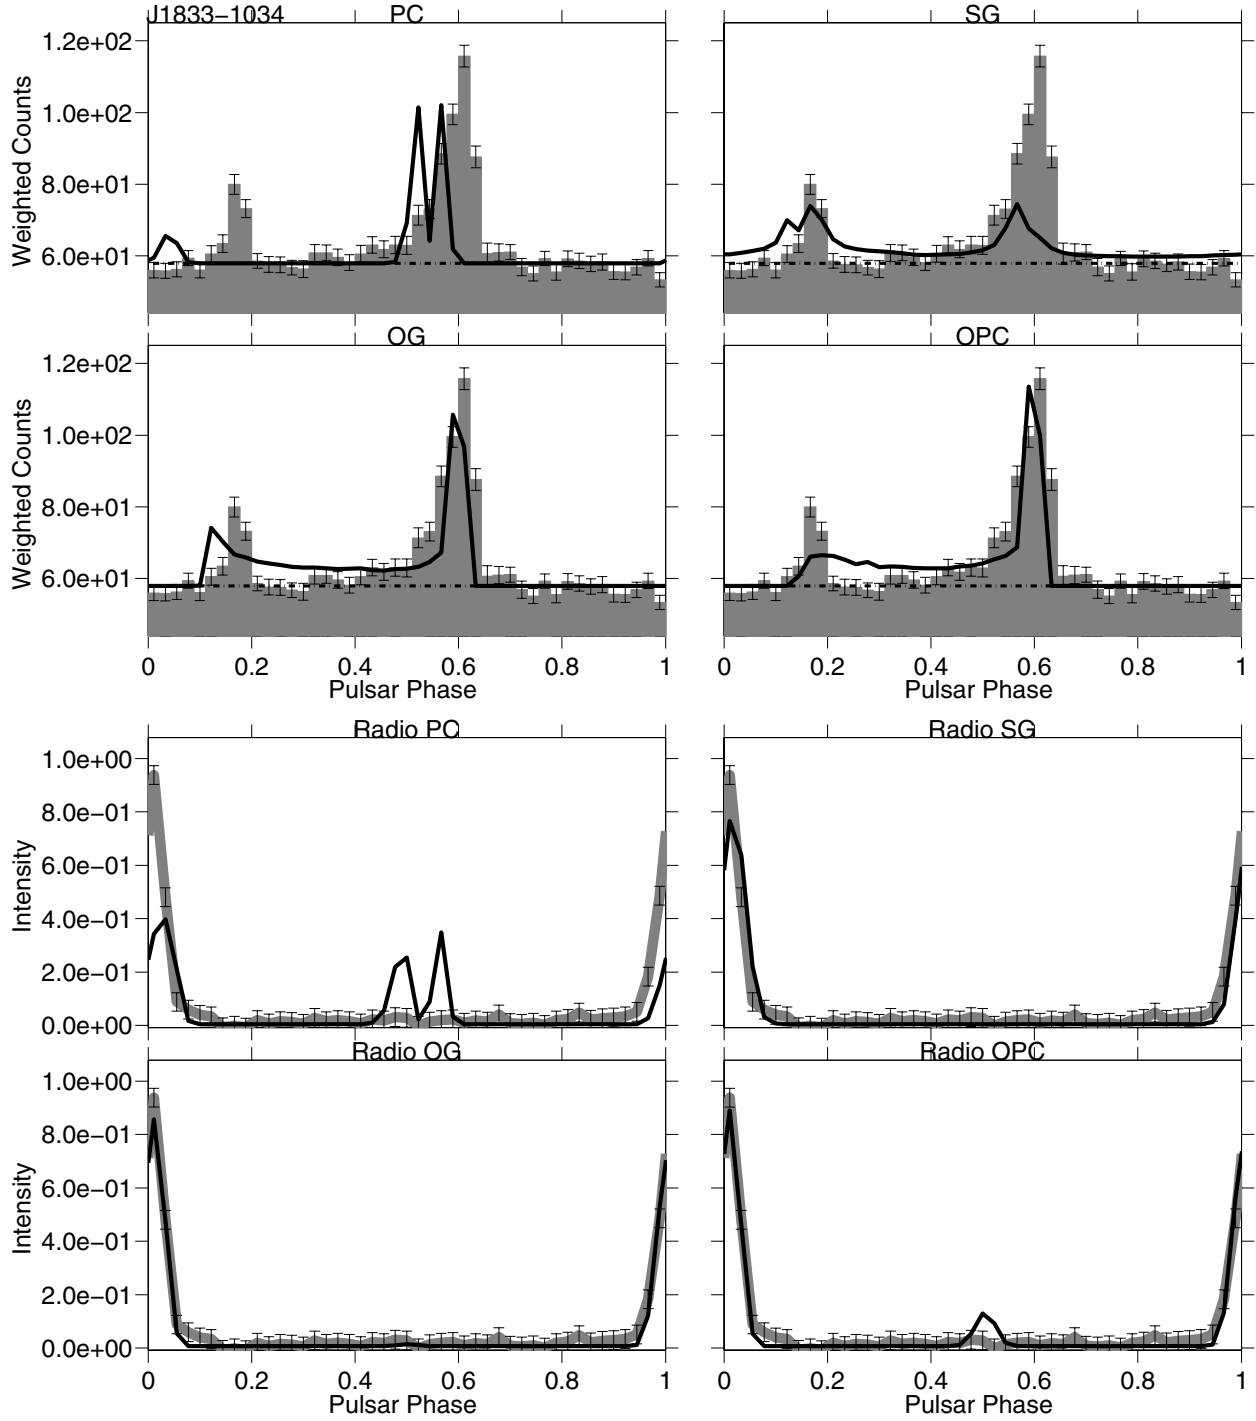 J1833−1034 PC SG
1.2e+02
1.0e+02
8.0e+01
6.0e+01
Weighted Counts
OG OPC
1.2e+02
1.0e+02
8.0e+01
6.0e+01
Weighted Counts
0 0.2 0.4 0.6 0.8 1 0 0.2 0.4 0.6 0.8 1
Pulsar Phase Pulsar Phase
Radio PC Radio SG
1.0e+00
8.0e−01
6.0e−01
4.0e−01
2.0e−01
0.0e+00
Intensity
Radio OG Radio OPC
1.0e+00
8.0e−01
6.0e−01
4.0e−01
2.0e−01
0.0e+00
Intensity
0 0.2 0.4 0.6 0.8 1 0 0.2 0.4 0.6 0.8 1
Pulsar Phase Pulsar Phase